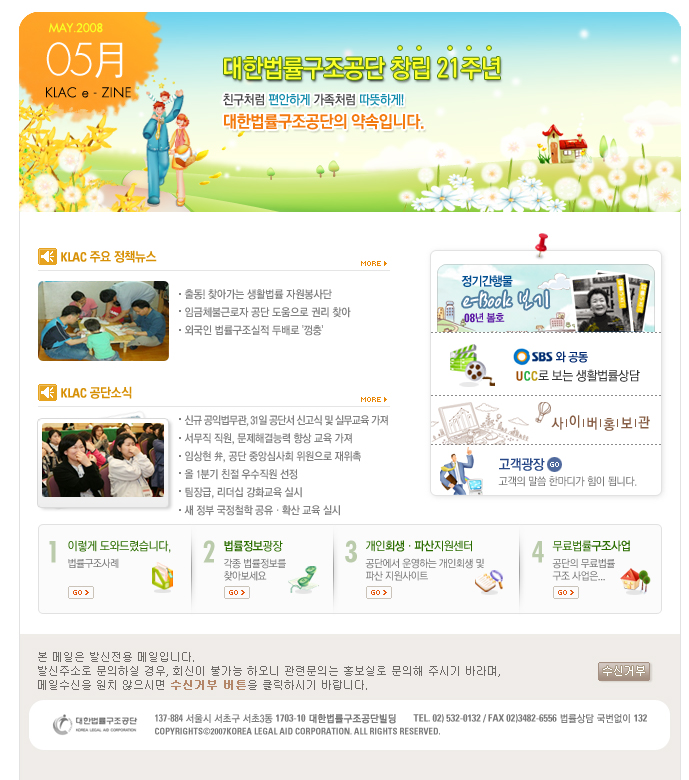 MAY.2008
05月
KLAC e - ZINE
대한법률구조공단 창립 21주년
친구처럼 편안하게 가족처럼 따뜻하게!
대한법률구조공단의 약속입니다.
KLAC 주요 정책뉴스
MORE
· 출동! 찾아가는 생활법률 자원봉사단
· 임금체불근로자 공단 도움으로 권리 찾아
· 외국인 법률구조실적 두배로 '껑충'
KLAC 공단소식
MORE
· 신규 공익법무관, 31일 공단서 신고식 및 실무교육 가져
· 서무직 직원, 문제해결능력 향상 교육 가져
· 임상현 弁, 공단 중앙심사회 위원으로 재위촉
· 올 1분기 친절 우수직원 선정
· 팀장급, 리더십 강화교육 실시
· 새 정부 국정철학 공유·확산 교육 실시
정기간행물
e-Book 보기
08년 봄호
SBS 와 공동
UCC로 보는 생활법률상담
사이버홍보관
고객광장 GO
고객의 말씀 한마디가 힘이 됩니다.
1 이렇게 도와드렸습니다,
법률구조사례
GO
2 법률정보광장
각종 법률정보를
찾아보세요
GO
3 개인회생·파산지원센터
공단에서 운영하는 개인회생 및
파산 지원사이트
GO
4 무료법률구조사업
공단의 무료법률
구조 사업은...
GO
본 메일은 발신전용 메일입니다.
발신주소로 문의하실 경우, 회신이 불가능 하오니 관련문의는 홍보실로 문의해 주시기 바라며,
메일수신을 원치 않으시면 수신거부 버튼을 클릭하시기 바랍니다.
수신거부
대한법률구조공단
KOREA LEGAL AID CORPORATION
137-884 서울시 서초구 서초3동 1703-10 대한법률구조공단빌딩 TEL. 02) 532-0132 / FAX 02)3482-6556 법률상담 국번없이 132
COPYRIGHTS©2007KOREA LEGAL AID CORPORATION. ALL RIGHTS RESERVED.